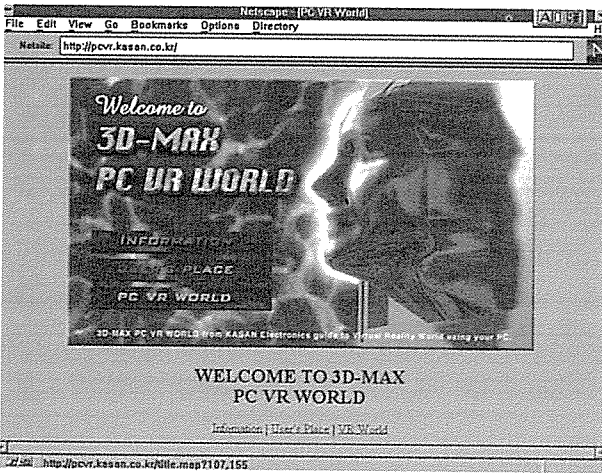 Netscape - [PC VR World]
File Edit View Go Bookmarks Options Directory H
Netsite: http://pcvr.kasan.co.kr/
Welcome to
3D-MAX
PC VR WORLD
INFORMATION
USER'S PLACE
PC VR WORLD
3D-MAX PC VR WORLD from KASAN Electronics guide to Virtual Reality World using your PC.
WELCOME TO 3D-MAX
PC VR WORLD
Infomation | User's Place | VR World
http://pcvr.kasan.co.kr/title.map?107,155